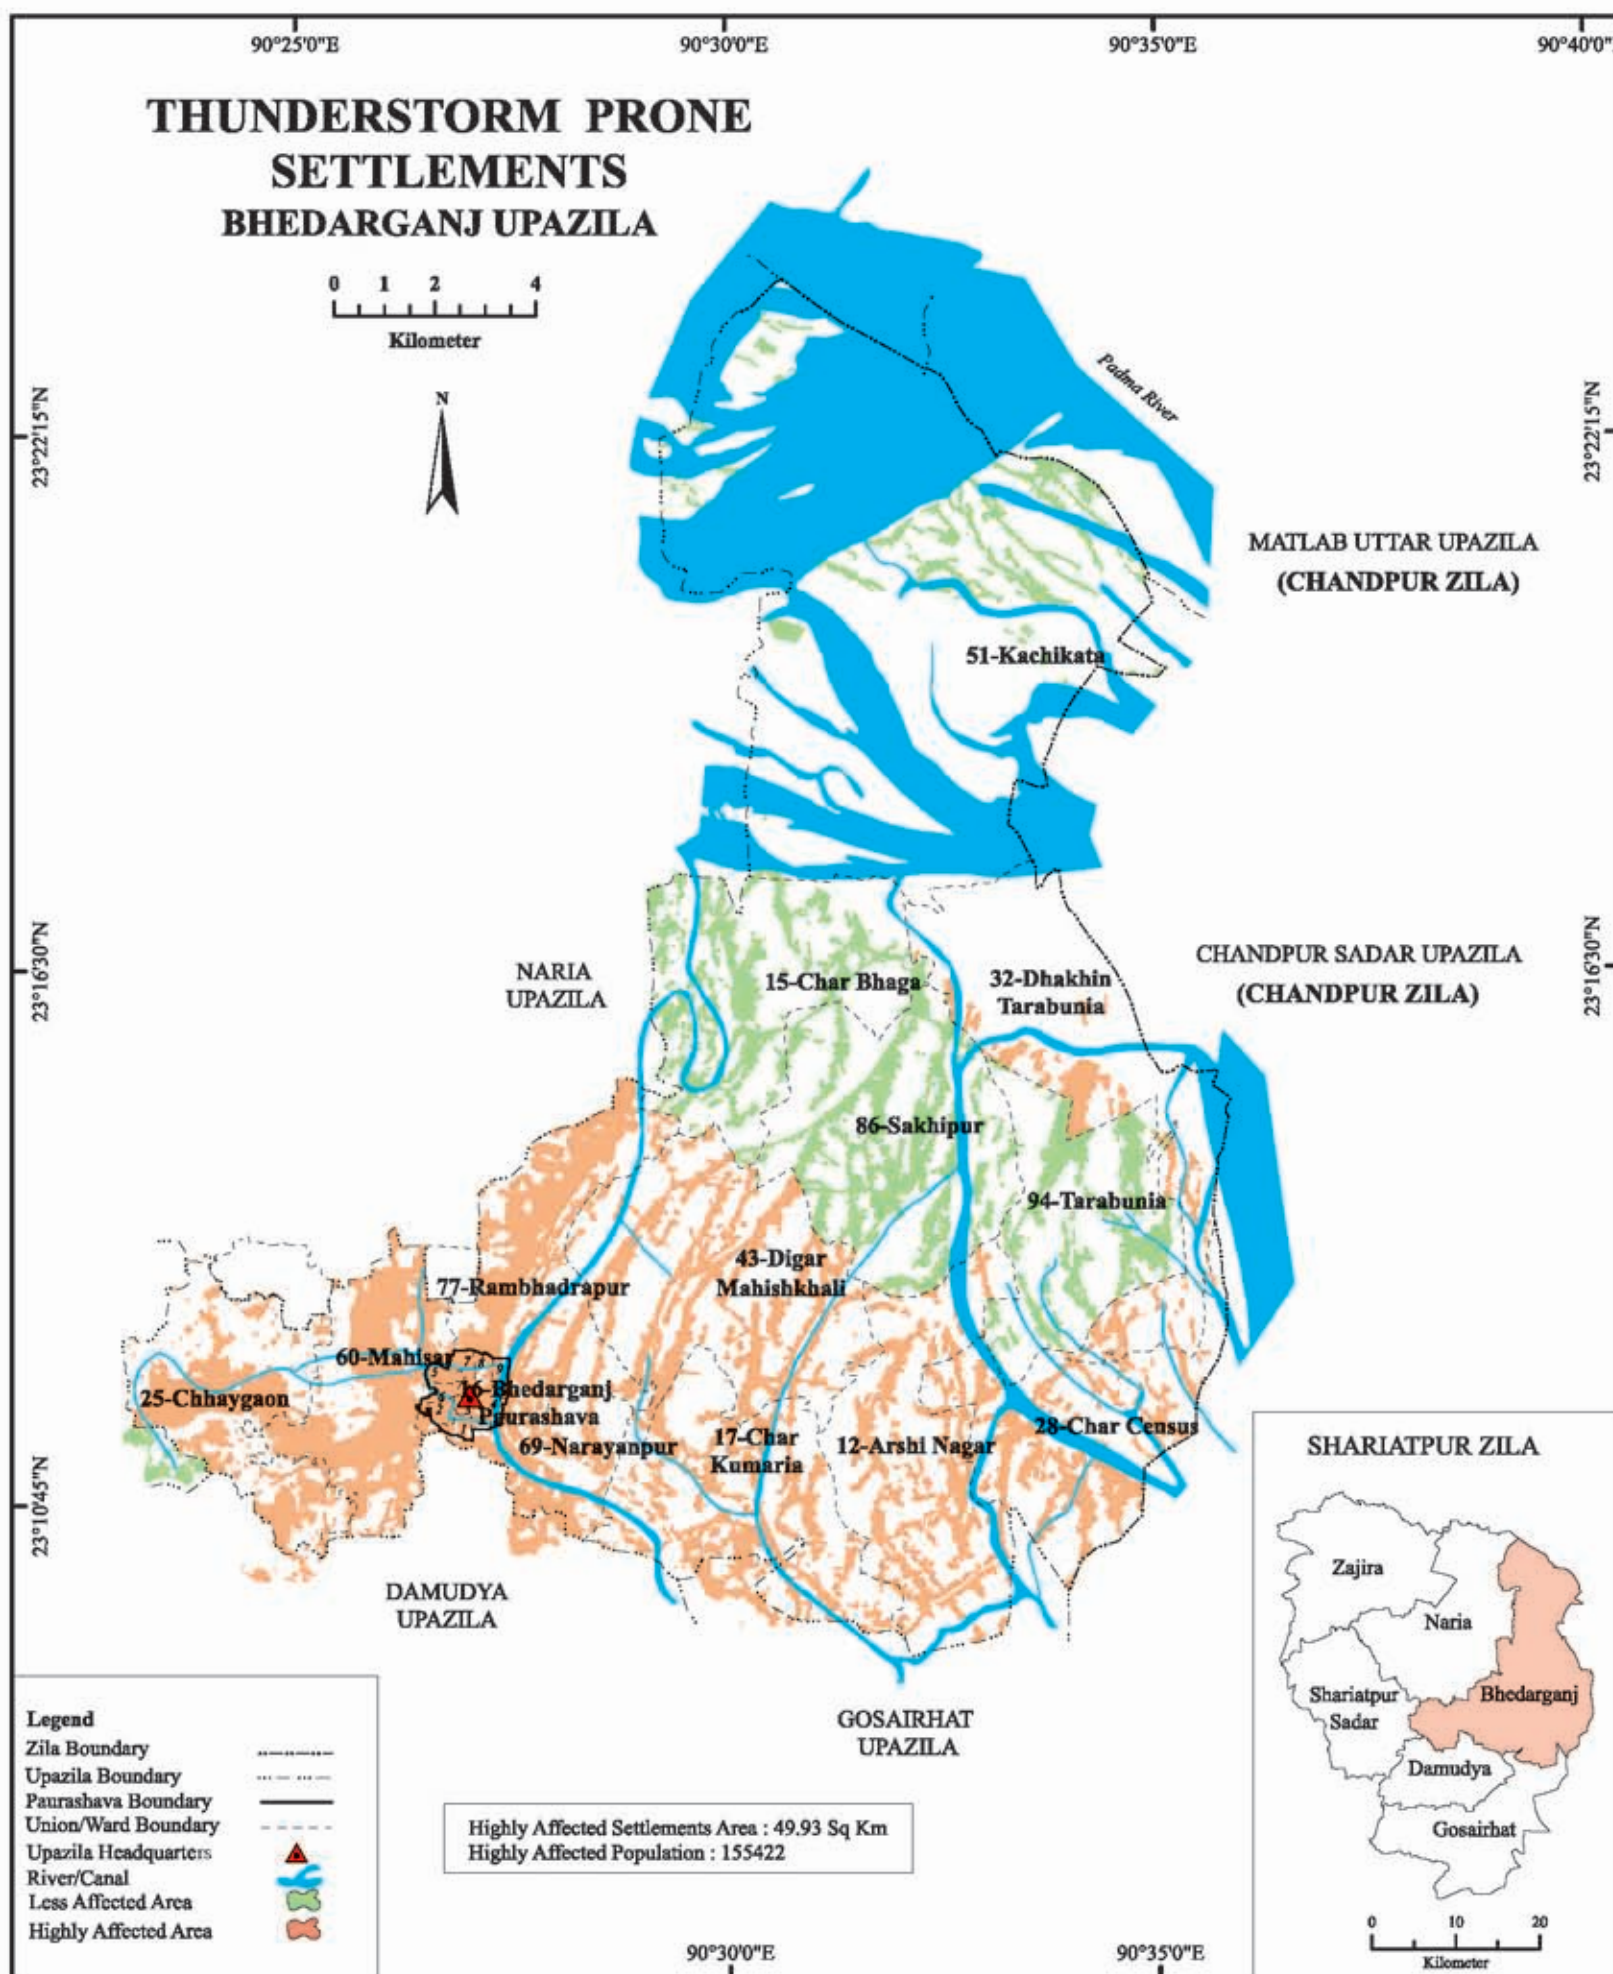 90°25'0"E
90°30'0"E
90°35'0"E
90°40'0"
THUNDERSTORM PRONE
SETTLEMENTS
BHEDARGANJ UPAZILA
0 1 2 4
Kilometer
N
Padma River
23°22'15"N
23°22'15"N
MATLAB UTTAR UPAZILA
(CHANDPUR ZILA)
51-Kachikata
NARIA
UPAZILA
15-Char Bhaga
32-Dhakhin
Tarabunia
CHANDPUR SADAR UPAZILA
(CHANDPUR ZILA)
23°16'30"N
23°16'30"N
86-Sakhipur
94-Tarabunia
43-Digar
Mahishkhali
77-Rambhadrapur
60-Mahisar
25-Chhaygaon
16-Bhedarganj
Paurashava
69-Narayanpur
17-Char
Kumaria
12-Arshi Nagar
28-Char Census
23°10'45"N
DAMUDYA
UPAZILA
GOSAIRHAT
UPAZILA
SHARIATPUR ZILA
Zajira
Naria
Shariatpur
Sadar
Bhedarganj
Damudya
Gosairhat
0 10 20
Kilometer
Legend
Zila Boundary
Upazila Boundary
Paurashava Boundary
Union/Ward Boundary
Upazila Headquarters
River/Canal
Less Affected Area
Highly Affected Area
Highly Affected Settlements Area : 49.93 Sq Km
Highly Affected Population : 155422
90°30'0"E
90°35'0"E